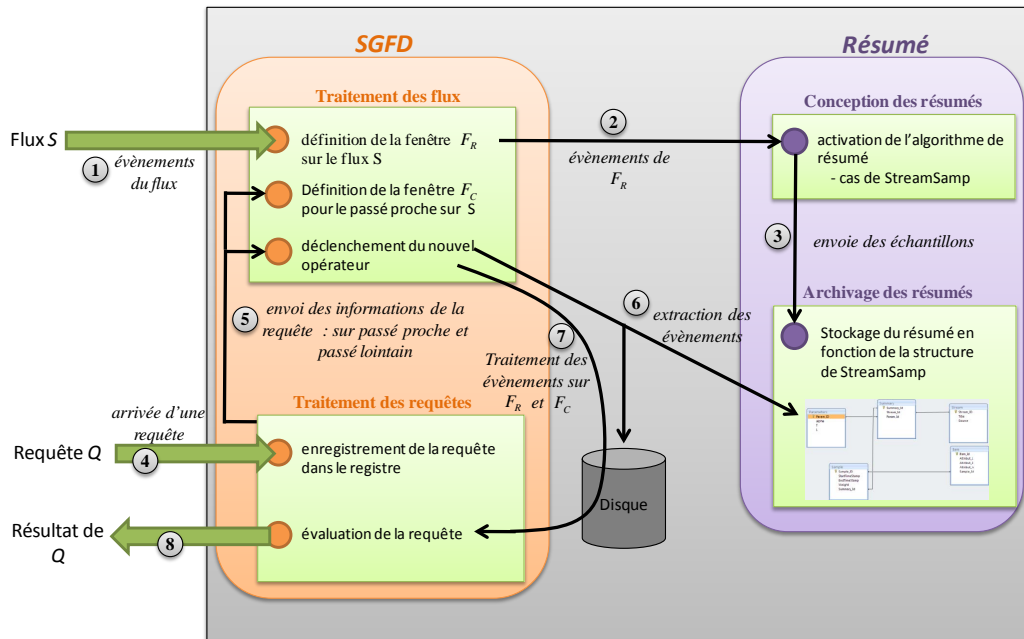 SGFD
Résumé
Traitement des flux
Conception des résumés
Flux S
1
évènements
du flux
définition de la fenêtre F_R
sur le flux S
2
évènements de
F_R
activation de l'algorithme de
résumé
- cas de StreamSamp
Définition de la fenêtre F_C
pour le passé proche sur S
déclenchement du nouvel
opérateur
3
envoie des échantillons
5
envoi des informations de la
requête : sur passé proche et
passé lointain
6
extraction des
évènements
Archivage des résumés
Stockage du résumé en
fonction de la structure
de StreamSamp
7
Traitement des
évènements sur
F_R et F_C
Traitement des requêtes
arrivée d'une
requête
Requête Q
4
enregistrement de la requête
dans le registre
Disque
Résultat de
Q
8
évaluation de la requête